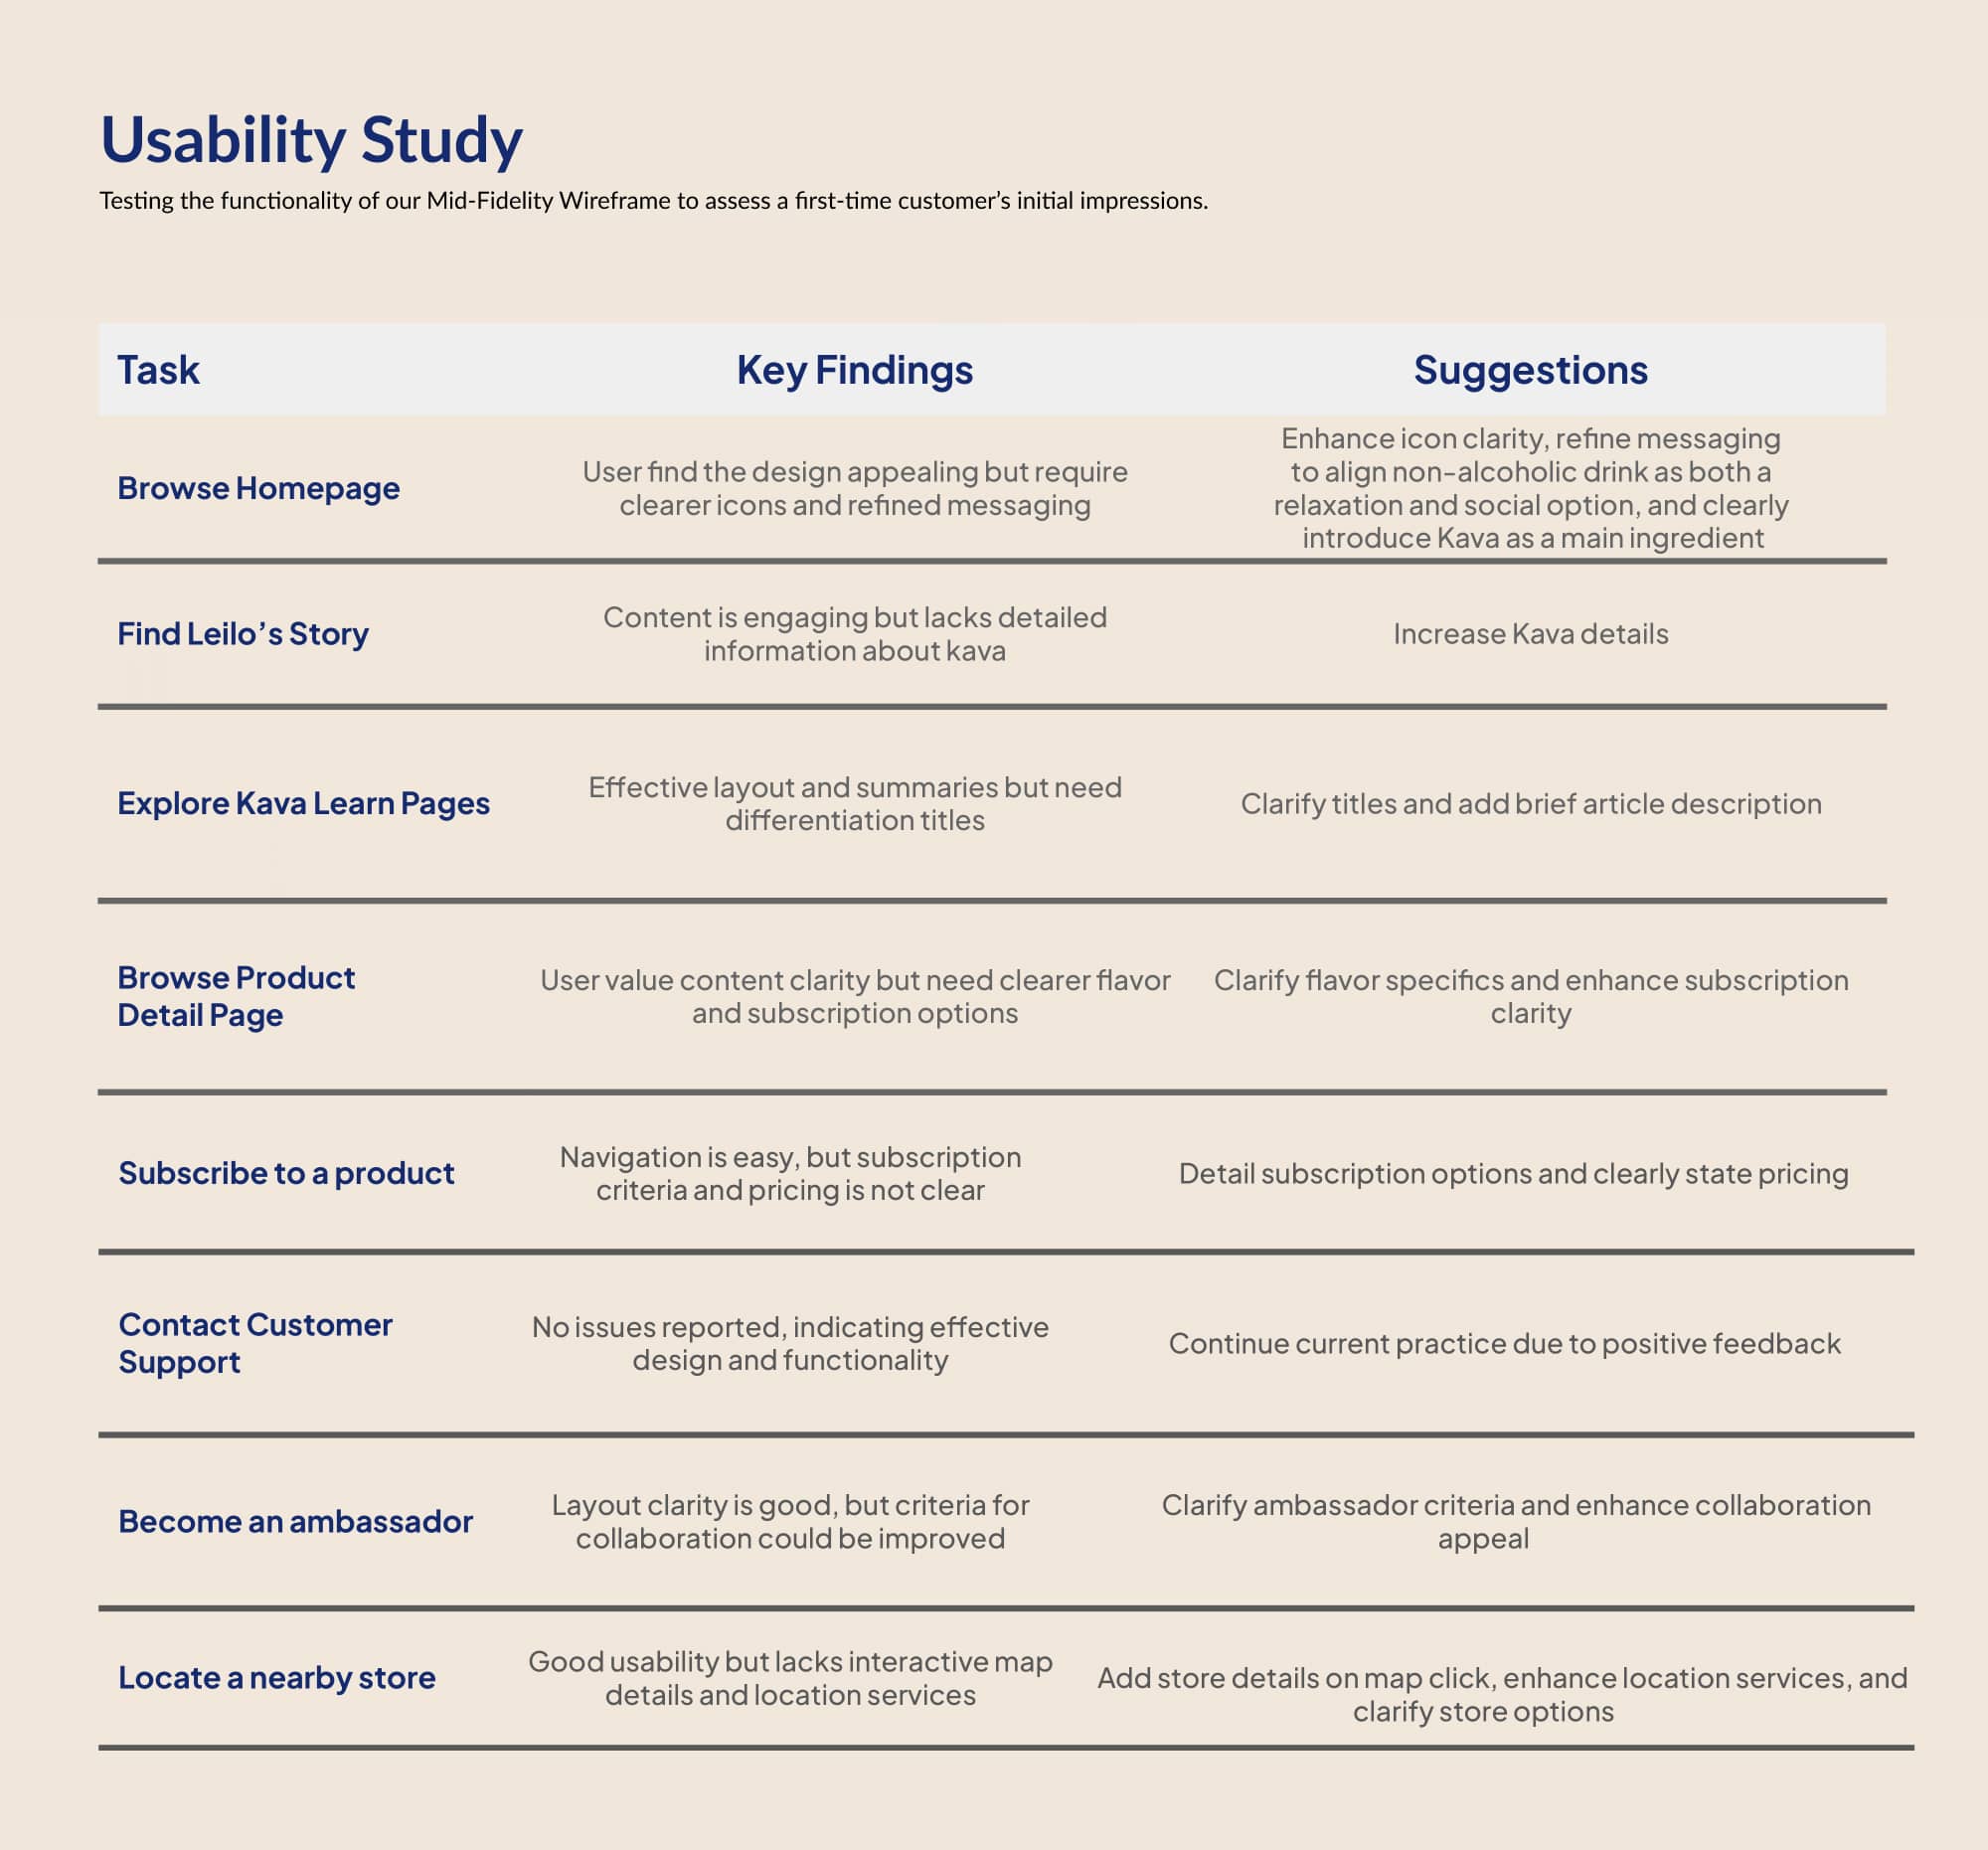 Usability Study
Testing the functionality of our Mid-Fidelity Wireframe to assess a first-time customer’s initial impressions.
Task
Key Findings
Suggestions
Browse Homepage
User find the design appealing but require
clearer icons and refined messaging
Enhance icon clarity, refine messaging
to align non-alcoholic drink as both a
relaxation and social option, and clearly
introduce Kava as a main ingredient
Find Leilo’s Story
Content is engaging but lacks detailed
information about kava
Increase Kava details
Explore Kava Learn Pages
Effective layout and summaries but need
differentiation titles
Clarify titles and add brief article description
Browse Product
Detail Page
User value content clarity but need clearer flavor
and subscription options
Clarify flavor specifics and enhance subscription
clarity
Subscribe to a product
Navigation is easy, but subscription
criteria and pricing is not clear
Detail subscription options and clearly state pricing
Contact Customer
Support
No issues reported, indicating effective
design and functionality
Continue current practice due to positive feedback
Become an ambassador
Layout clarity is good, but criteria for
collaboration could be improved
Clarify ambassador criteria and enhance collaboration
appeal
Locate a nearby store
Good usability but lacks interactive map
details and location services
Add store details on map click, enhance location services, and
clarify store options